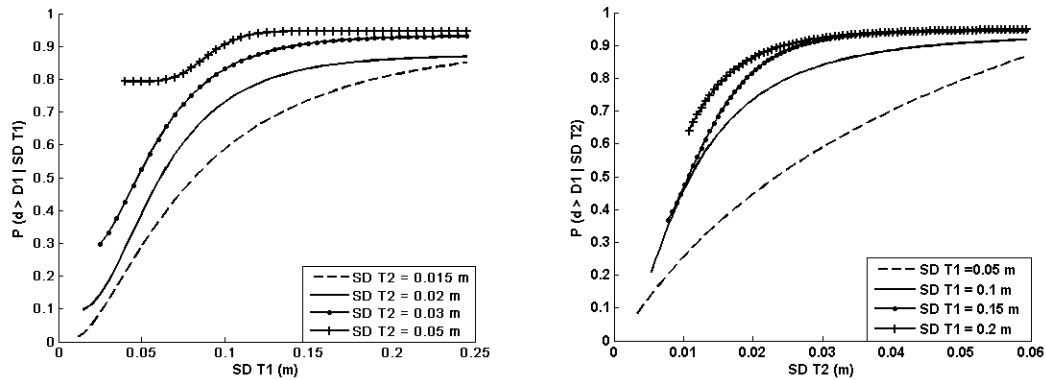 1
0.9
0.8
0.7
0.6
0.5
0.4
0.3
0.2
0.1
0
P (d > D1 | SD T1)
0 0.05 0.1 0.15 0.2 0.25
SD T1 (m)
SD T2 = 0.015 m
SD T2 = 0.02 m
SD T2 = 0.03 m
SD T2 = 0.05 m
1
0.9
0.8
0.7
0.6
0.5
0.4
0.3
0.2
0.1
0
P (d > D1 | SD T2)
0 0.01 0.02 0.03 0.04 0.05 0.06
SD T2 (m)
SD T1 =0.05 m
SD T1 = 0.1 m
SD T1 = 0.15 m
SD T1 = 0.2 m